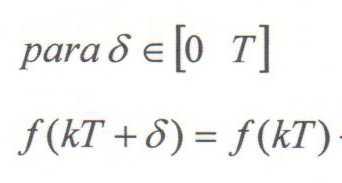 para δ ∈ [0 T]
f(kT + δ) = f(kT)